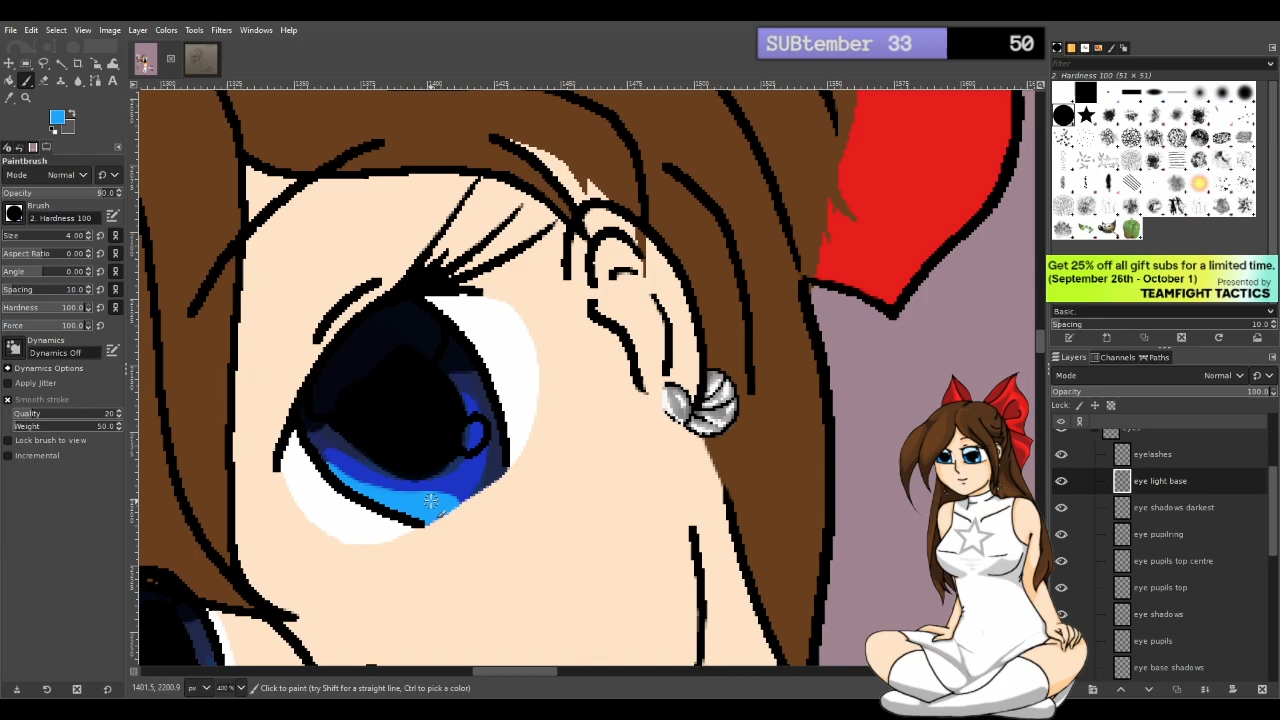 File Edit Select View Image Layer Colors Tools Filters Windows Help
SUBtember 33 50
filter
2. Hardness 100 (51 × 51)
Paintbrush
Mode Normal
Opacity 90.0
Brush
2. Hardness 100
Size 4.00
Aspect Ratio 0.00
Angle 0.00
Spacing 10.0
Hardness 100.0
Force 100.0
Dynamics
Dynamics Off
Dynamics Options
Apply Jitter
Smooth stroke
Quality 20
Weight 50.0
Lock brush to view
Incremental
Get 25% off all gift subs for a limited time.
(September 26th - October 1) Presented by
TEAMFIGHT TACTICS
Basic,
Spacing 10.0
Layers Channels Paths
Mode Normal
Opacity 100.0
Lock:
eyelashes
eye light base
eye shadows darkest
eye pupilring
eye pupils top centre
eye pupils top
eye shadows
eye pupils
eye base shadows
1401.5, 2200.9 px 400 % Click to paint (try Shift for a straight line, Ctrl to pick a color)